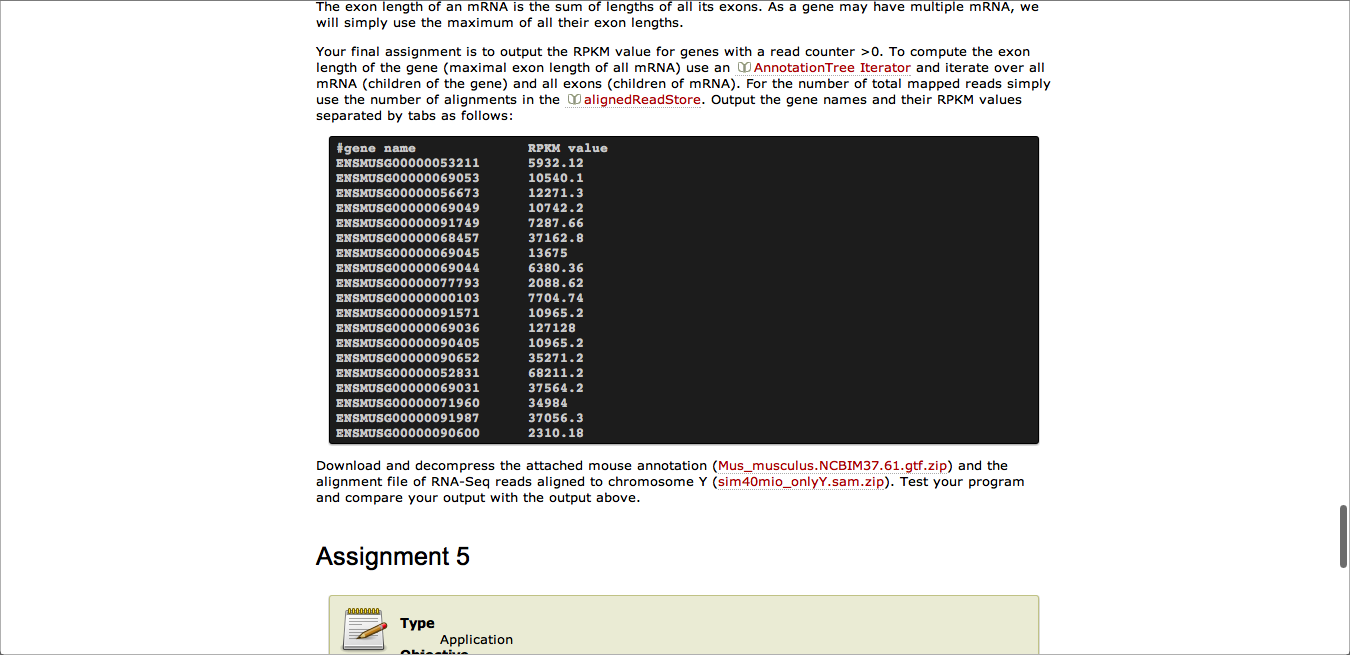 The exon length of an mRNA is the sum of lengths of all its exons. As a gene may have multiple mRNA, we
will simply use the maximum of all their exon lengths.
Your final assignment is to output the RPKM value for genes with a read counter >0. To compute the exon
length of the gene (maximal exon length of all mRNA) use an AnnotationTree Iterator and iterate over all
mRNA (children of the gene) and all exons (children of mRNA). For the number of total mapped reads simply
use the number of alignments in the alignedReadStore. Output the gene names and their RPKM values
separated by tabs as follows:
#gene name RPKM value
ENSMUSG00000053211 5932.12
ENSMUSG00000069053 10540.1
ENSMUSG00000056673 12271.3
ENSMUSG00000069049 10742.2
ENSMUSG00000091749 7287.66
ENSMUSG00000068457 37162.8
ENSMUSG00000069045 13675
ENSMUSG00000069044 6380.36
ENSMUSG00000077793 2088.62
ENSMUSG00000000103 7704.74
ENSMUSG00000091571 10965.2
ENSMUSG00000069036 127128
ENSMUSG00000090405 10965.2
ENSMUSG00000090652 35271.2
ENSMUSG00000052831 68211.2
ENSMUSG00000069031 37564.2
ENSMUSG00000071960 34984
ENSMUSG00000091987 37056.3
ENSMUSG00000090600 2310.18
Download and decompress the attached mouse annotation (Mus_musculus.NCBIM37.61.gtf.zip) and the
alignment file of RNA-Seq reads aligned to chromosome Y (sim40mio_onlyY.sam.zip). Test your program
and compare your output with the output above.
Assignment 5
Type
Application
Objective